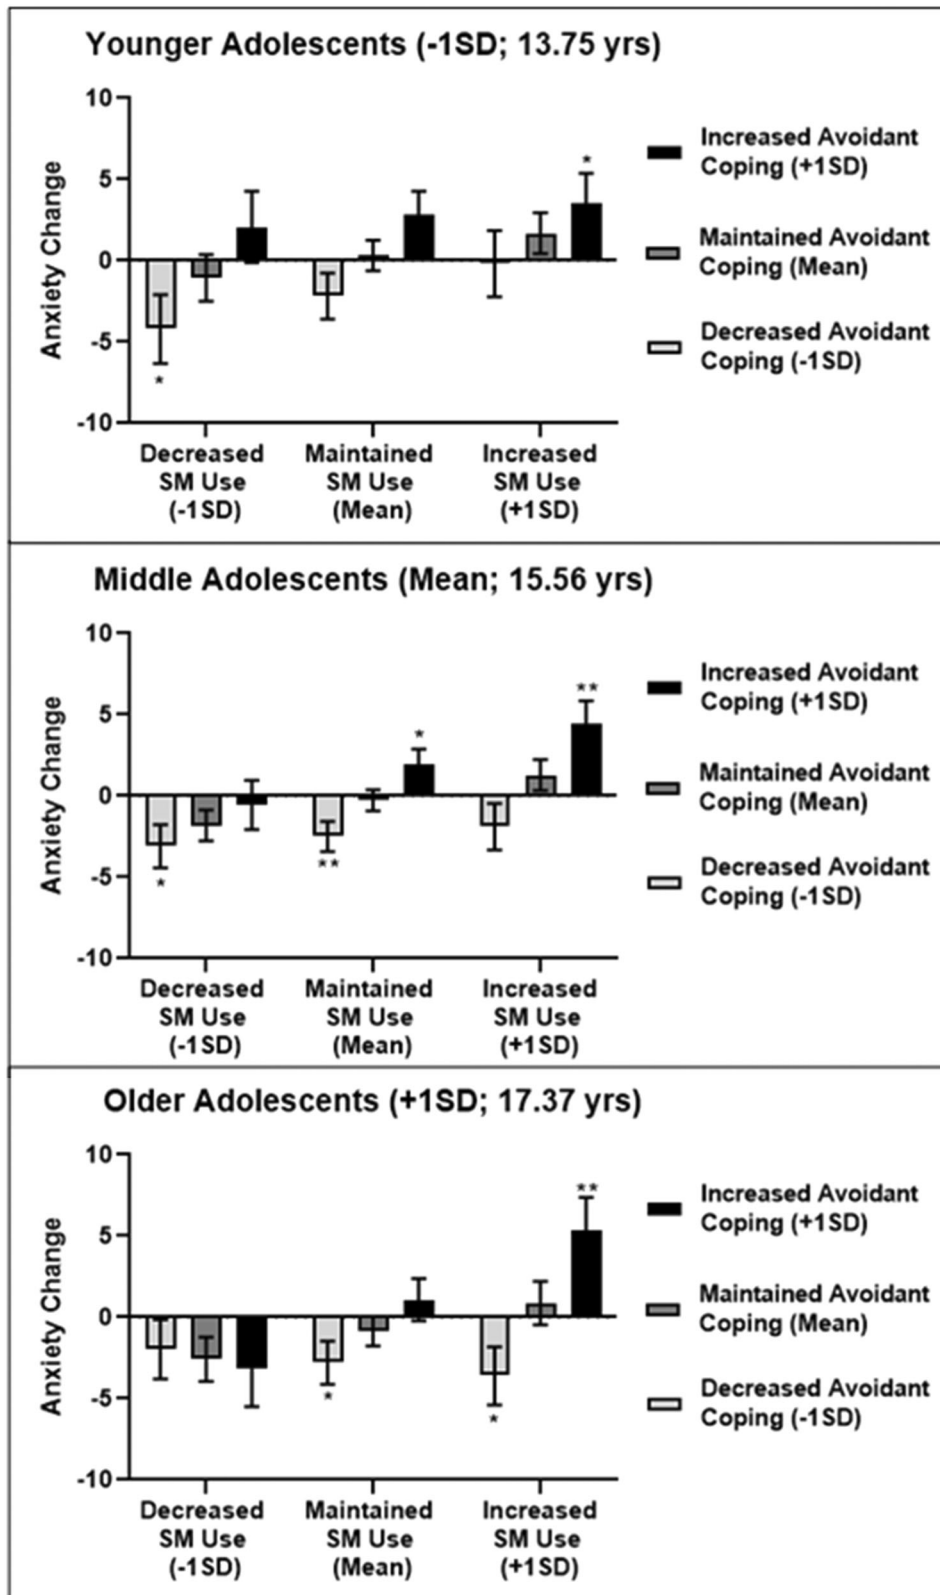 Younger Adolescents (-1SD; 13.75 yrs)
10
5
0
-5
-10
Anxiety Change
*
*
Decreased
SM Use
(-1SD)
Maintained
SM Use
(Mean)
Increased
SM Use
(+1SD)
Increased Avoidant
Coping (+1SD)
Maintained Avoidant
Coping (Mean)
Decreased Avoidant
Coping (-1SD)
Middle Adolescents (Mean; 15.56 yrs)
10
5
0
-5
-10
Anxiety Change
*
**
*
**
Decreased
SM Use
(-1SD)
Maintained
SM Use
(Mean)
Increased
SM Use
(+1SD)
Increased Avoidant
Coping (+1SD)
Maintained Avoidant
Coping (Mean)
Decreased Avoidant
Coping (-1SD)
Older Adolescents (+1SD; 17.37 yrs)
10
5
0
-5
-10
Anxiety Change
*
*
**
Decreased
SM Use
(-1SD)
Maintained
SM Use
(Mean)
Increased
SM Use
(+1SD)
Increased Avoidant
Coping (+1SD)
Maintained Avoidant
Coping (Mean)
Decreased Avoidant
Coping (-1SD)